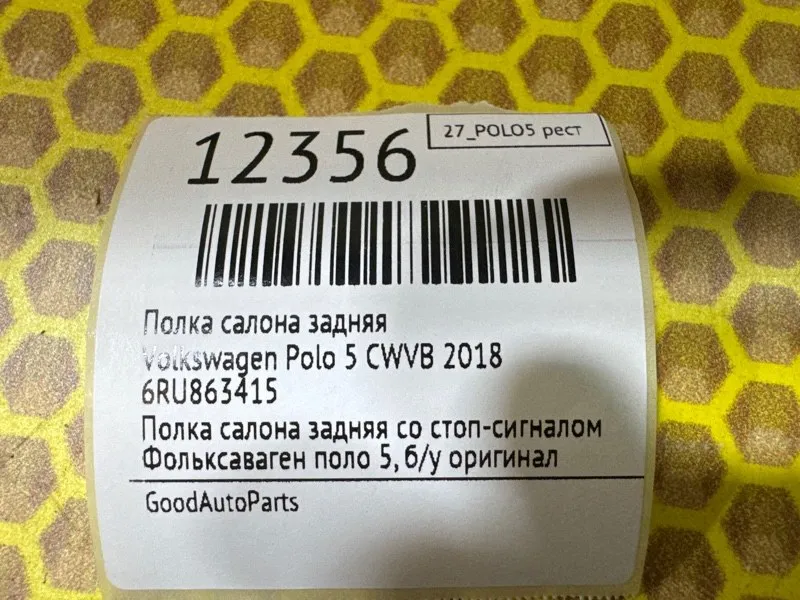 12356
27_POLO5 рест
Полка салона задняя
Volkswagen Polo 5 CWVB 2018
6RU863415
Полка салона задняя со стоп-сигналом
Фольксаваген поло 5, б/у оригинал
GoodAutoParts